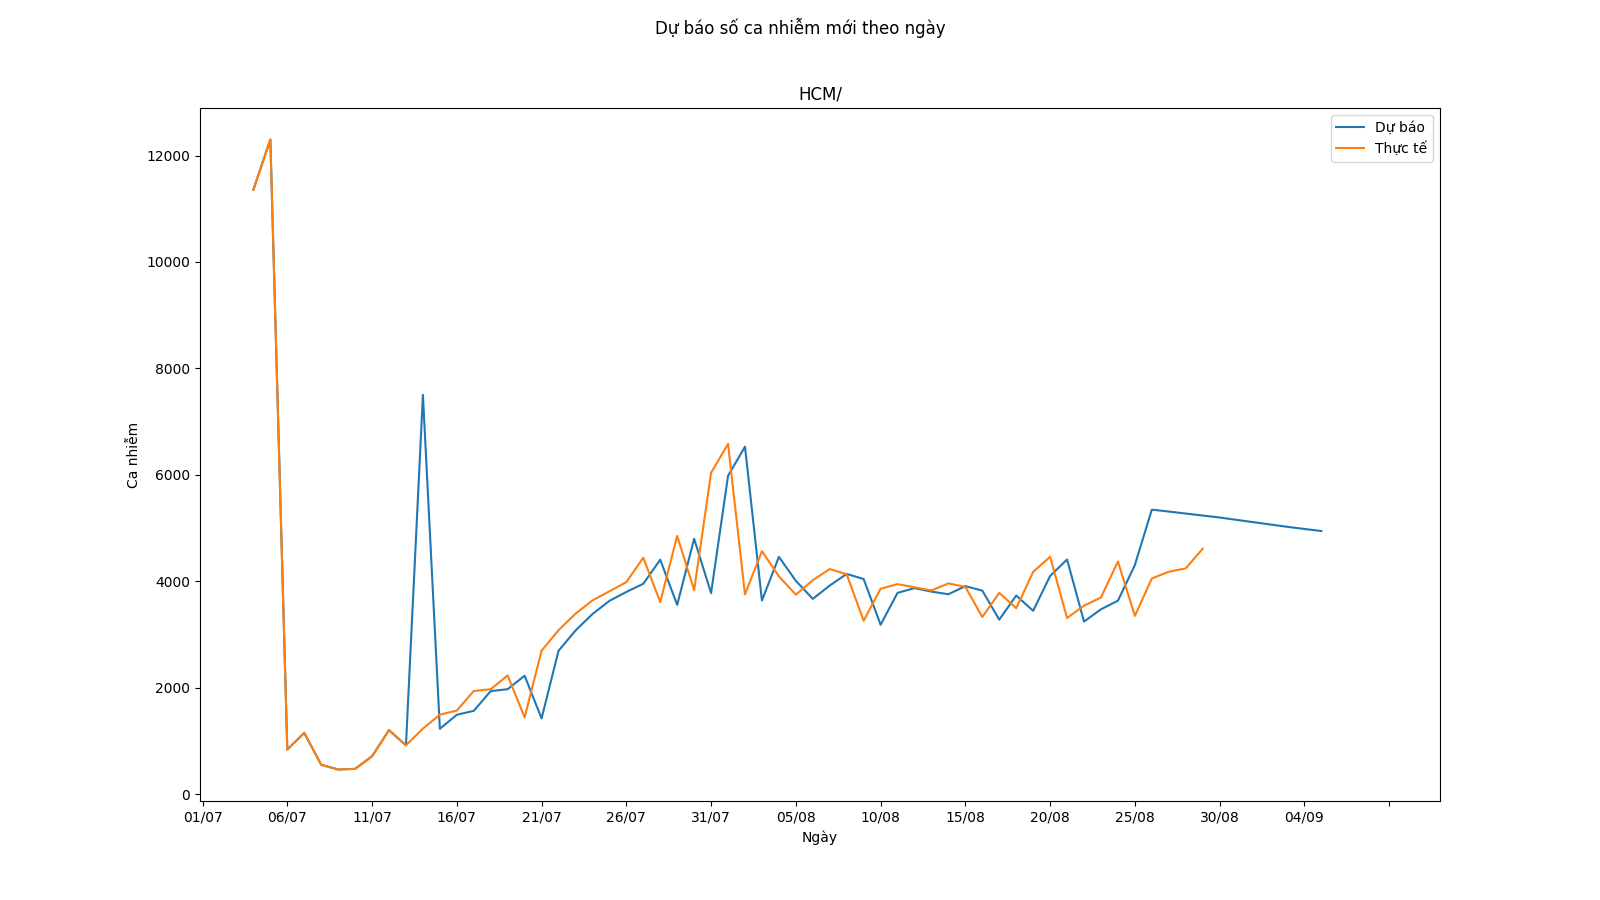 Dự báo số ca nhiễm mới theo ngày
HCM/
Dự báo
Thực tế
12000
10000
8000
6000
4000
2000
0
Ca nhiễm
01/07 06/07 11/07 16/07 21/07 26/07 31/07 05/08 10/08 15/08 20/08 25/08 30/08 04/09
Ngày